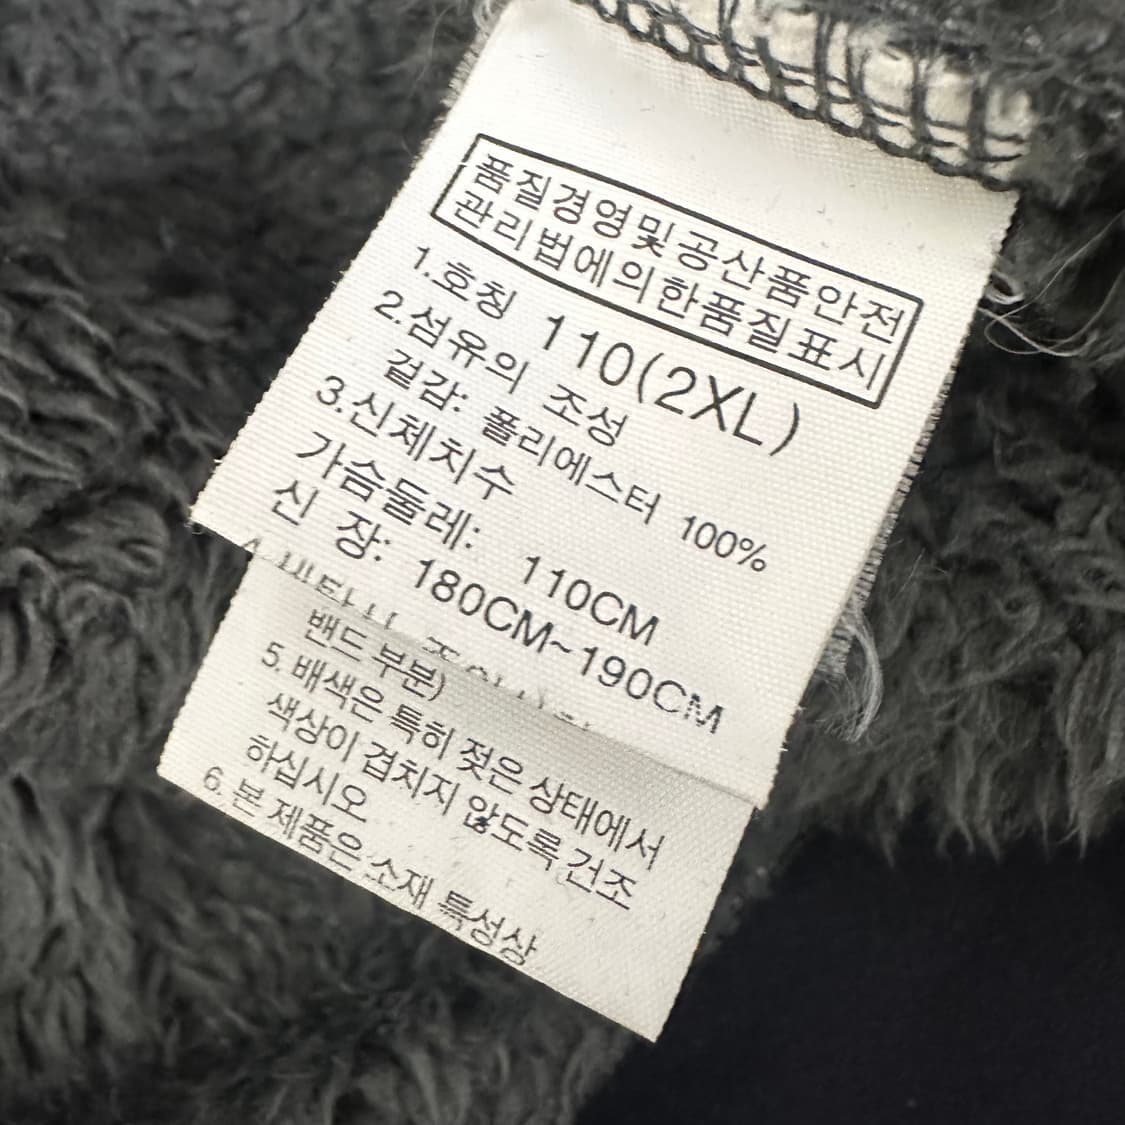 품질경영및공산품안전
관리법에의한품질표시
1.호칭 110(2XL)
2.섬유의 조성
겉감: 폴리에스터 100%
3.신체치수
가슴둘레: 110CM
신 장: 180CM~190CM
밴드 부분)
5. 배색은 특히 젖은 상태에서
색상이 겹치지 않도록 건조
하십시오
6. 본 제품은 소재 특성상